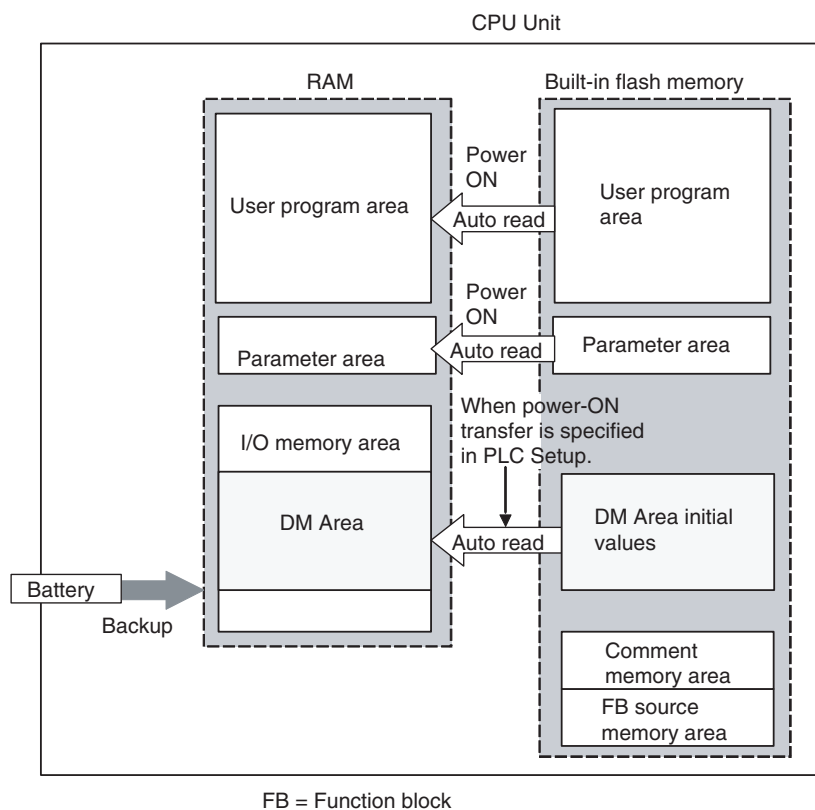 CPU Unit
RAM
Built-in flash memory
User program area
Power
ON
Auto read
User program
area
Power
ON
Parameter area
Auto read
Parameter area
When power-ON
transfer is specified
in PLC Setup.
I/O memory area
DM Area
Auto read
DM Area initial
values
Battery
Backup
Comment
memory area
FB source
memory area
FB = Function block